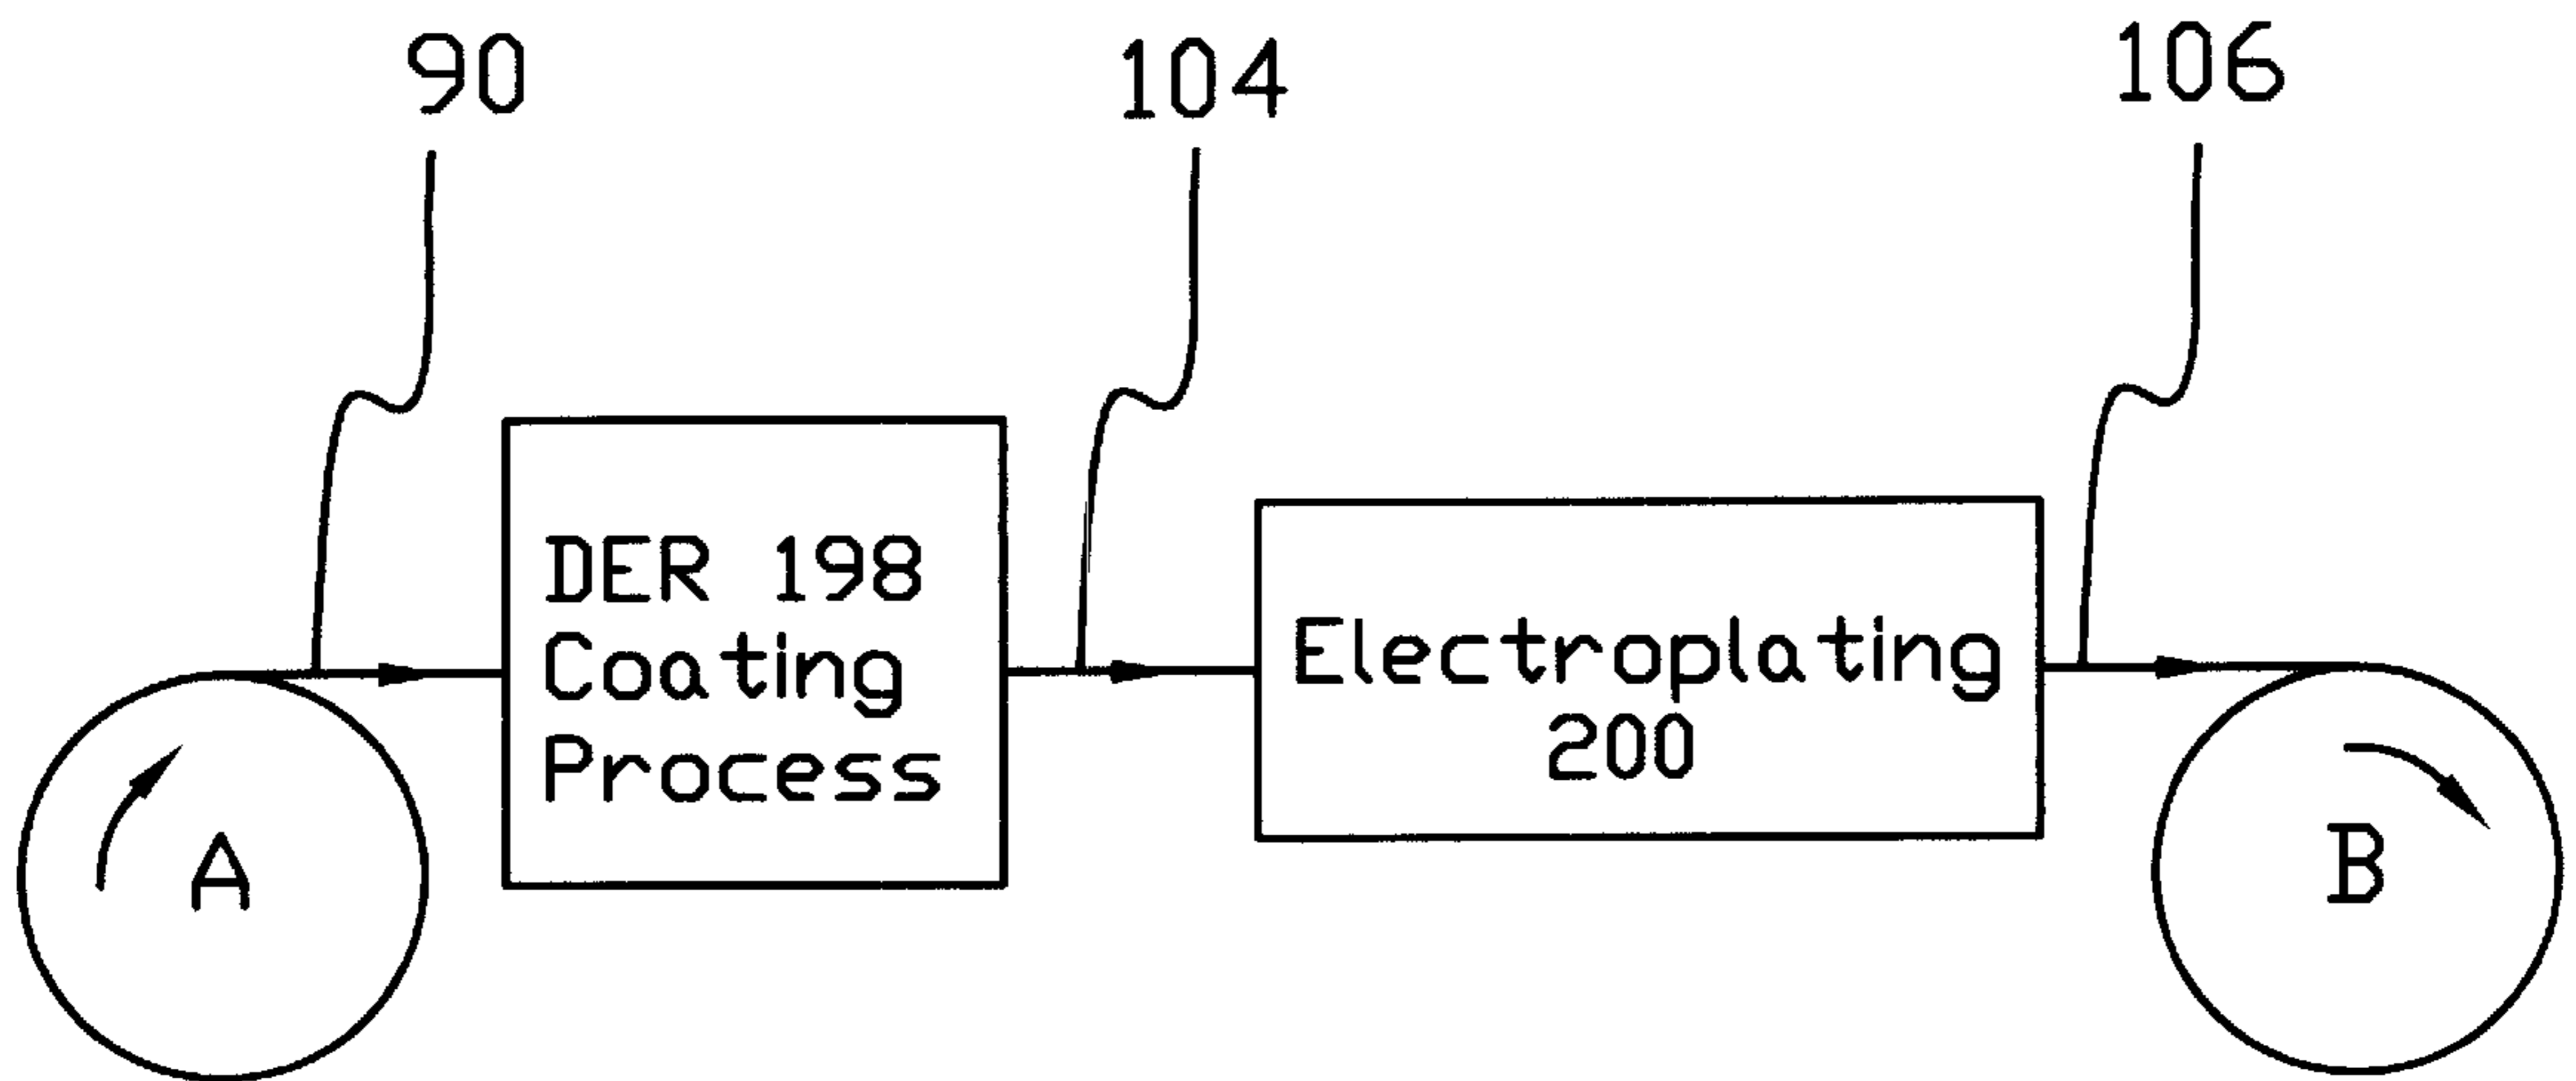 90
104
106
DER 198
Coating
Process
Electroplating
200
A
B